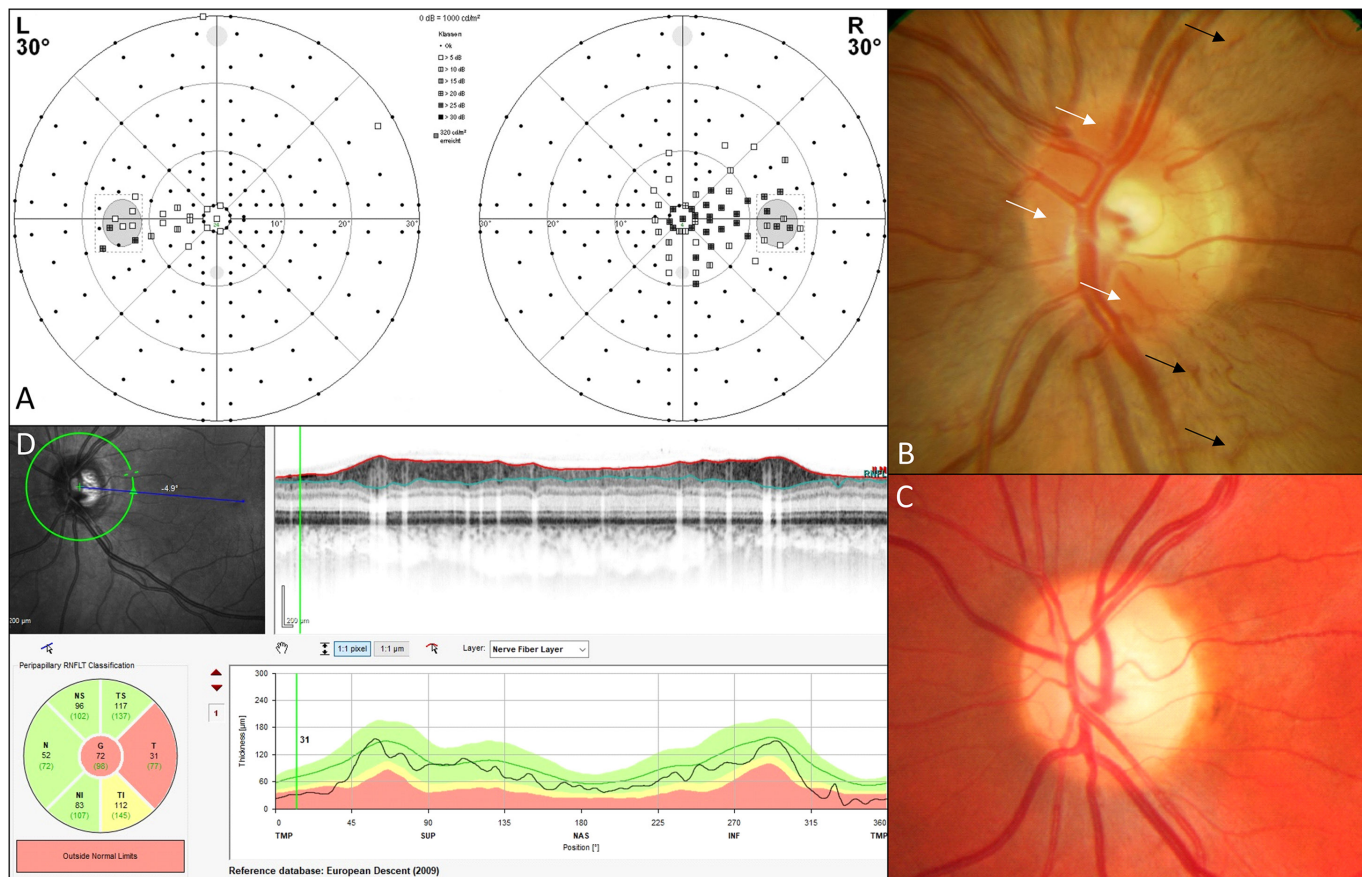 L
30°
0 dB = 1000 cd/m²
Klassen
Ok
> 5 dB
> 10 dB
> 15 dB
> 20 dB
> 25 dB
> 30 dB
320 cd/m²
erreicht
R
30°
10° 20° 30°
30° 20° 10° 10° 20° 30°
A
B
C
D
-4.9°
200 µm
200 µm
ILM
RNFL
1:1 pixel
1:1 µm
Layer:
Nerve Fiber Layer
Peripapillary RNFLT Classification
NS
96
(102)
TS
117
(137)
N
52
(72)
G
72
T
31
(77)
NI
83
(107)
TI
112
(145)
Outside Normal Limits
1
Thickness [µm]
300
240
180
120
60
0
31
0 45 90 135 180 225 270 315 360
TMP SUP NAS INF TMP
Position [°]
Reference database: European Descent (2009)